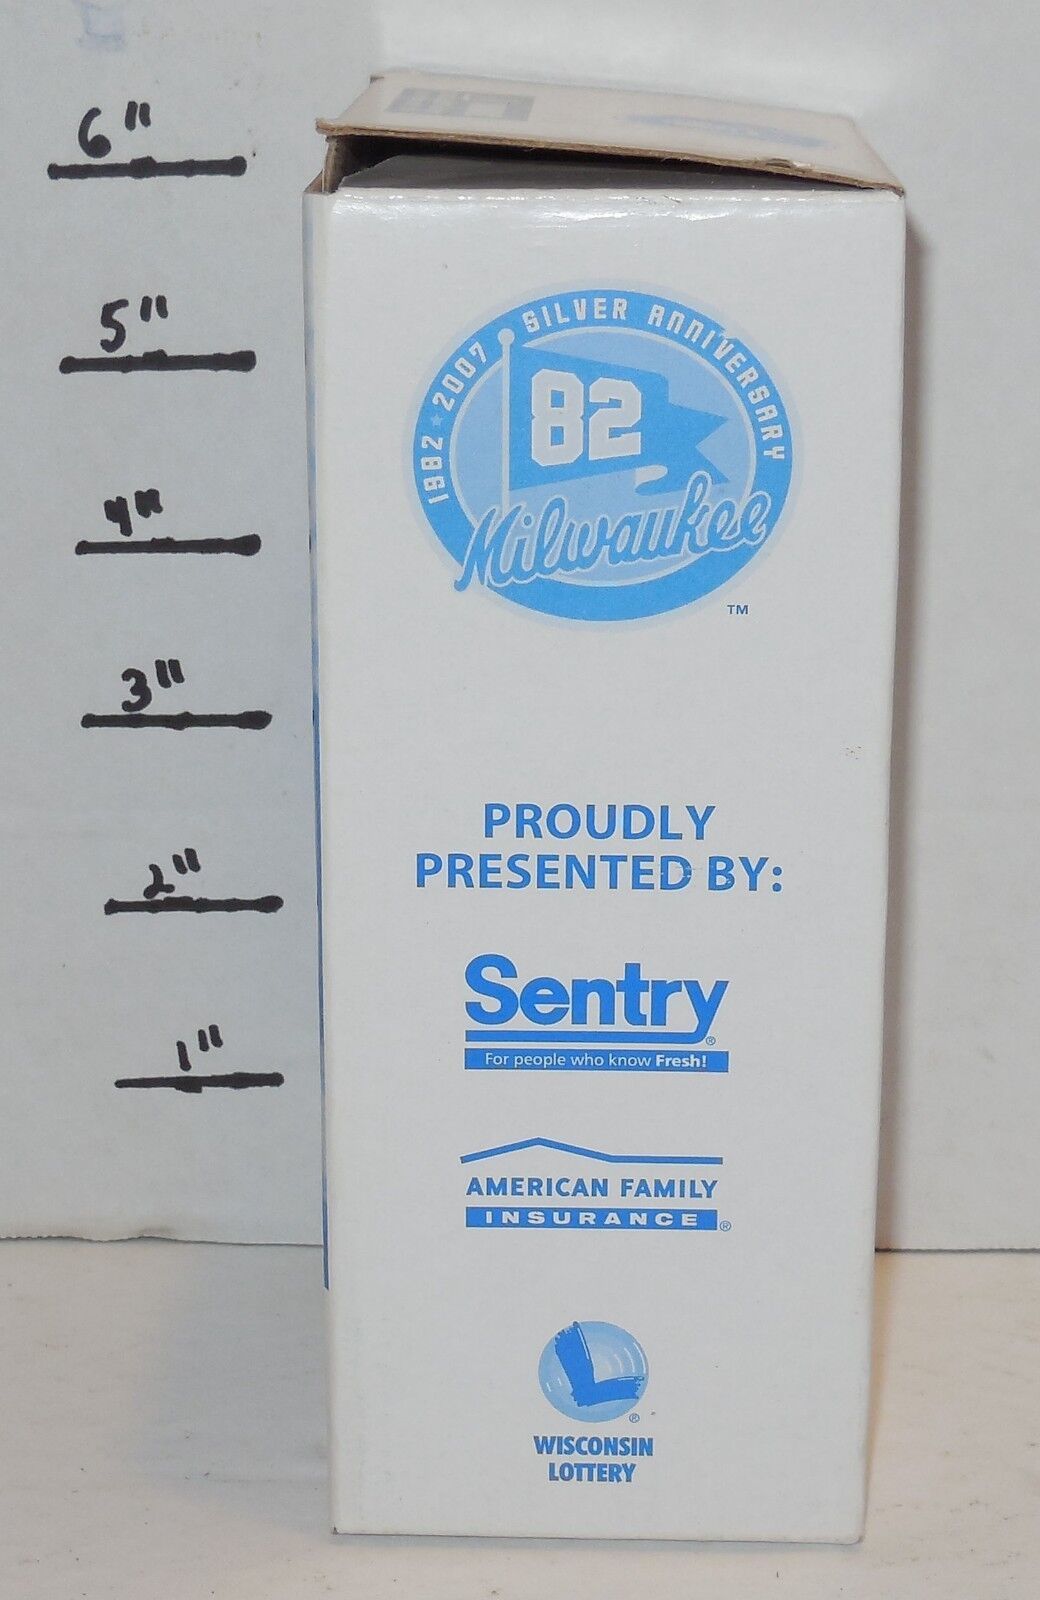 6"
5"
4"
3"
2"
1"
1982 ★ 2007 SILVER ANNIVERSARY
82
Milwaukee
TM
PROUDLY
PRESENTED BY:
Sentry®
For people who know Fresh!
AMERICAN FAMILY
INSURANCE®
L®
WISCONSIN
LOTTERY